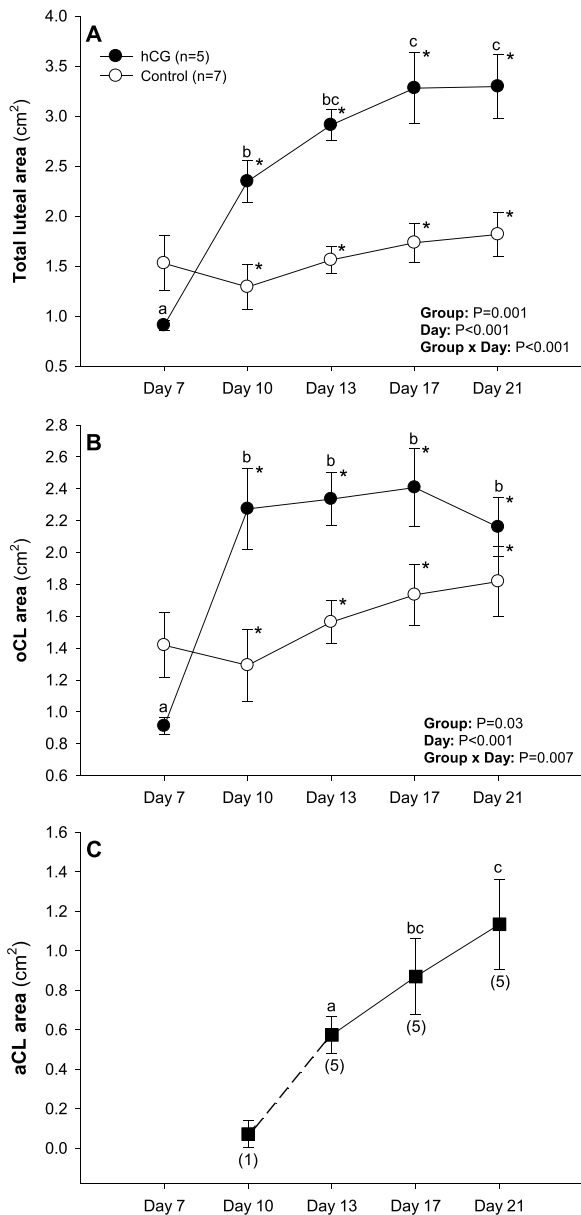 A
hCG (n=5)
Control (n=7)
Total luteal area (cm²)
4.0
3.5
3.0
2.5
2.0
1.5
1.0
0.5
a
b
*
bc
*
c
*
c
*
*
*
*
*
Group: P=0.001
Day: P<0.001
Group x Day: P<0.001
Day 7 Day 10 Day 13 Day 17 Day 21
B
oCL area (cm²)
2.8
2.6
2.4
2.2
2.0
1.8
1.6
1.4
1.2
1.0
0.8
0.6
a
b
*
b
*
b
*
b
*
*
*
*
*
Group: P=0.03
Day: P<0.001
Group x Day: P=0.007
Day 7 Day 10 Day 13 Day 17 Day 21
C
aCL area (cm²)
1.6
1.4
1.2
1.0
0.8
0.6
0.4
0.2
0.0
(1)
a
(5)
bc
(5)
c
(5)
Day 7 Day 10 Day 13 Day 17 Day 21